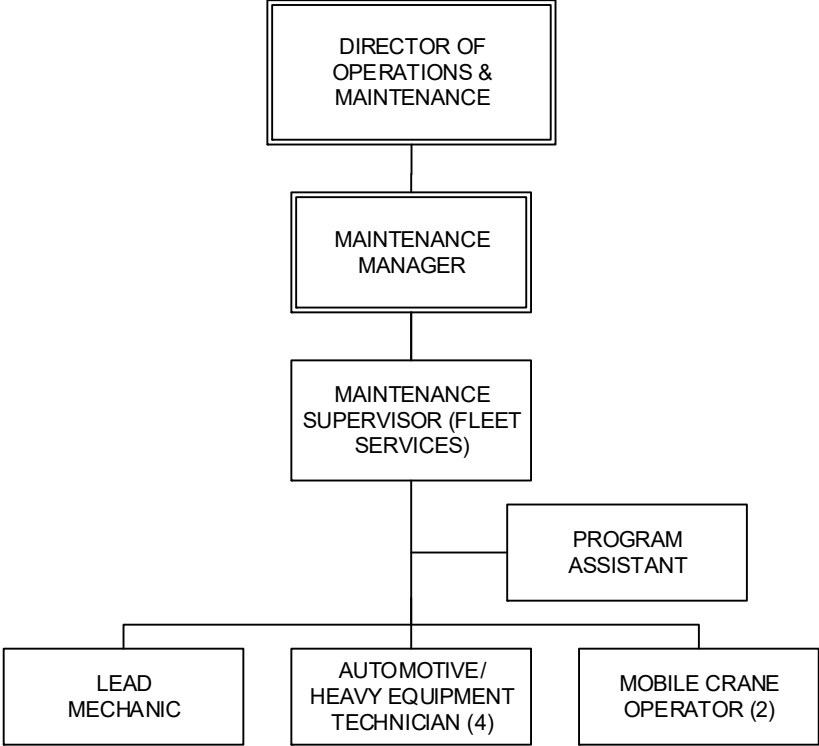 DIRECTOR OF
OPERATIONS &
MAINTENANCE
MAINTENANCE
MANAGER
MAINTENANCE
SUPERVISOR (FLEET
SERVICES)
PROGRAM
ASSISTANT
LEAD
MECHANIC
AUTOMOTIVE/
HEAVY EQUIPMENT
TECHNICIAN (4)
MOBILE CRANE
OPERATOR (2)